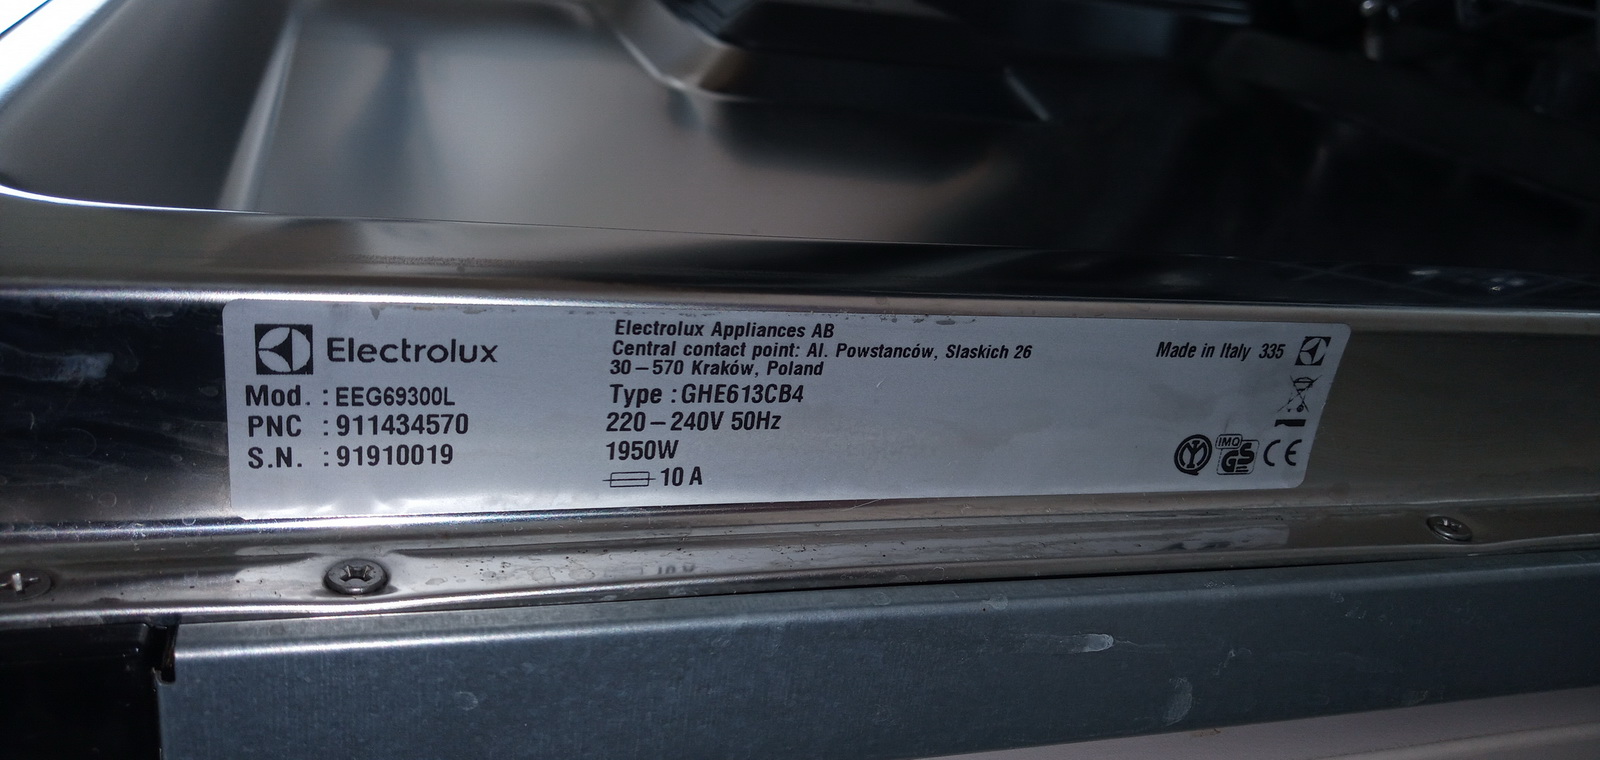 Electrolux
Mod. : EEG69300L
PNC : 911434570
S.N. : 91910019
Electrolux Appliances AB
Central contact point: Al. Powstanców, Slaskich 26
30-570 Kraków, Poland
Type : GHE613CB4
220-240V 50Hz
1950W
10 A
Made in Italy 335
IMQ
GS
CE